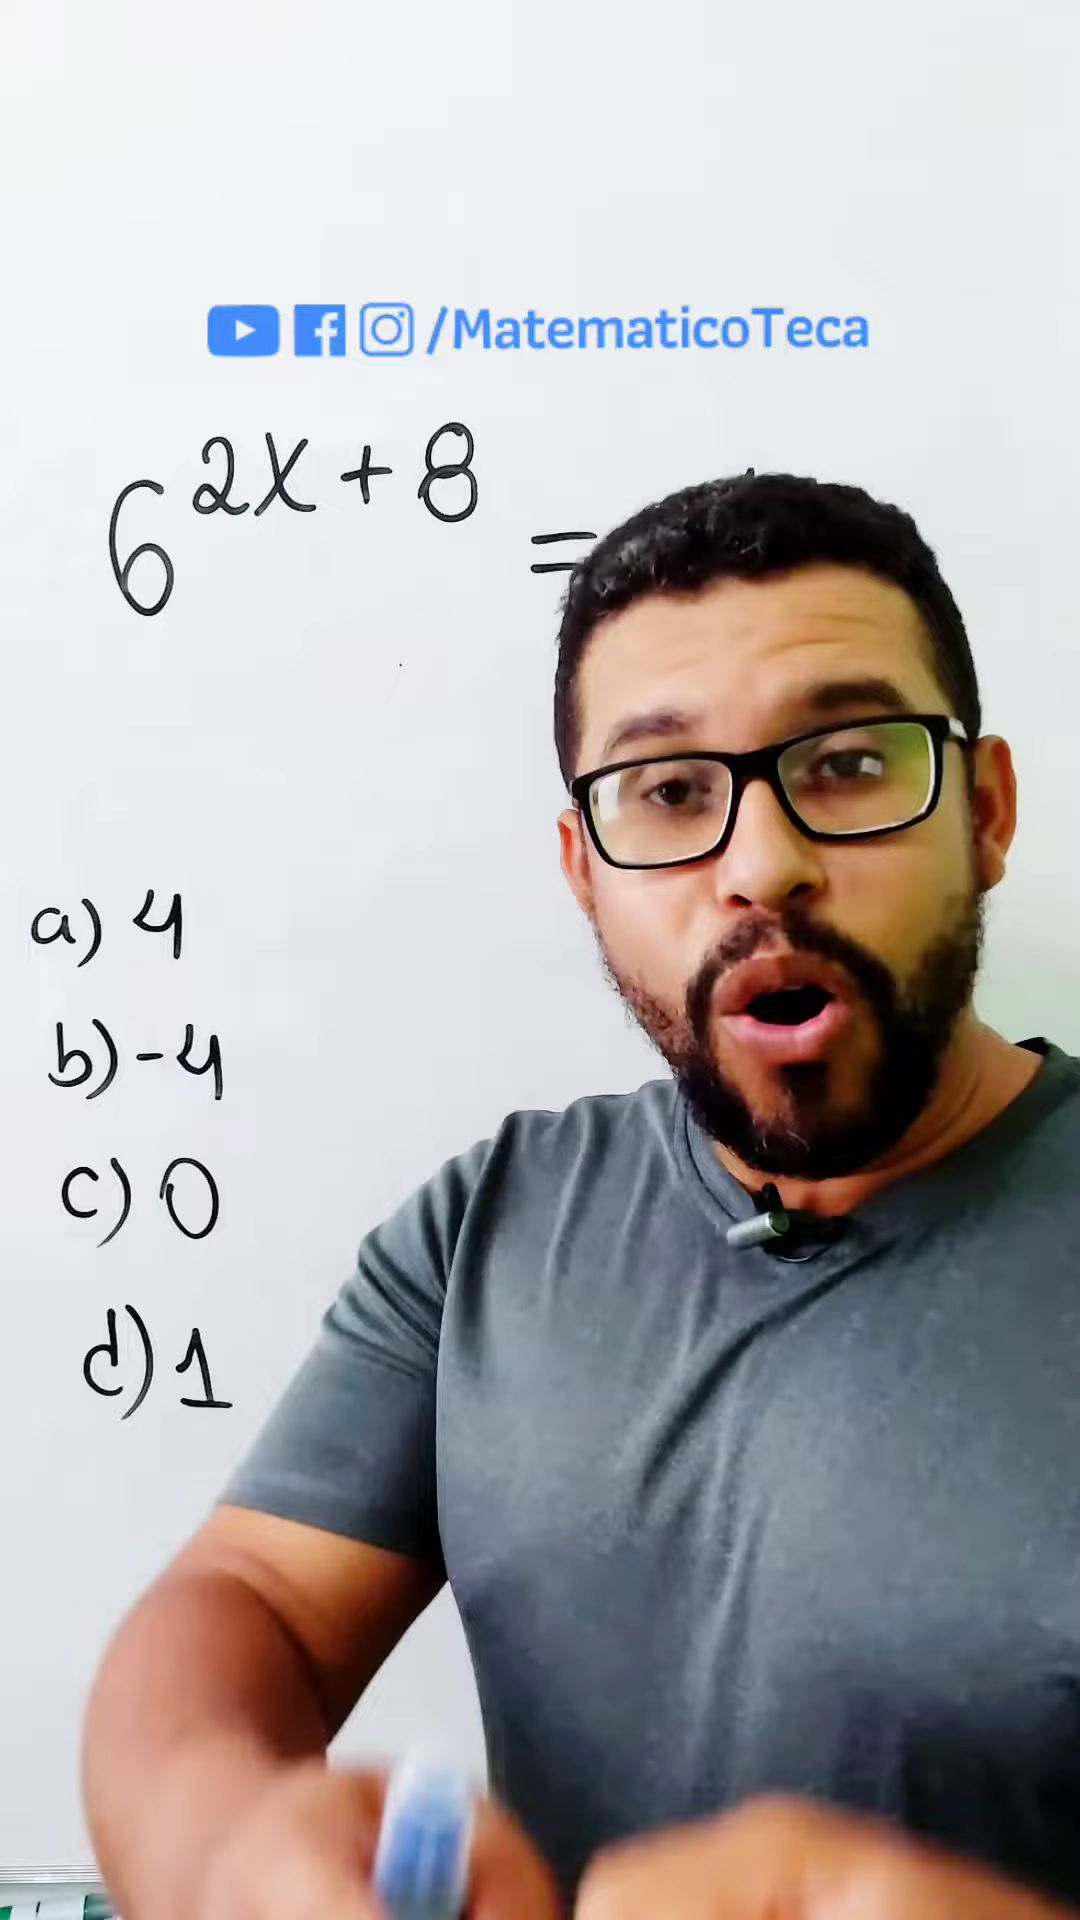 /MatematicoTeca
6^{2x+8} =
a) 4
b) -4
c) 0
d) 1